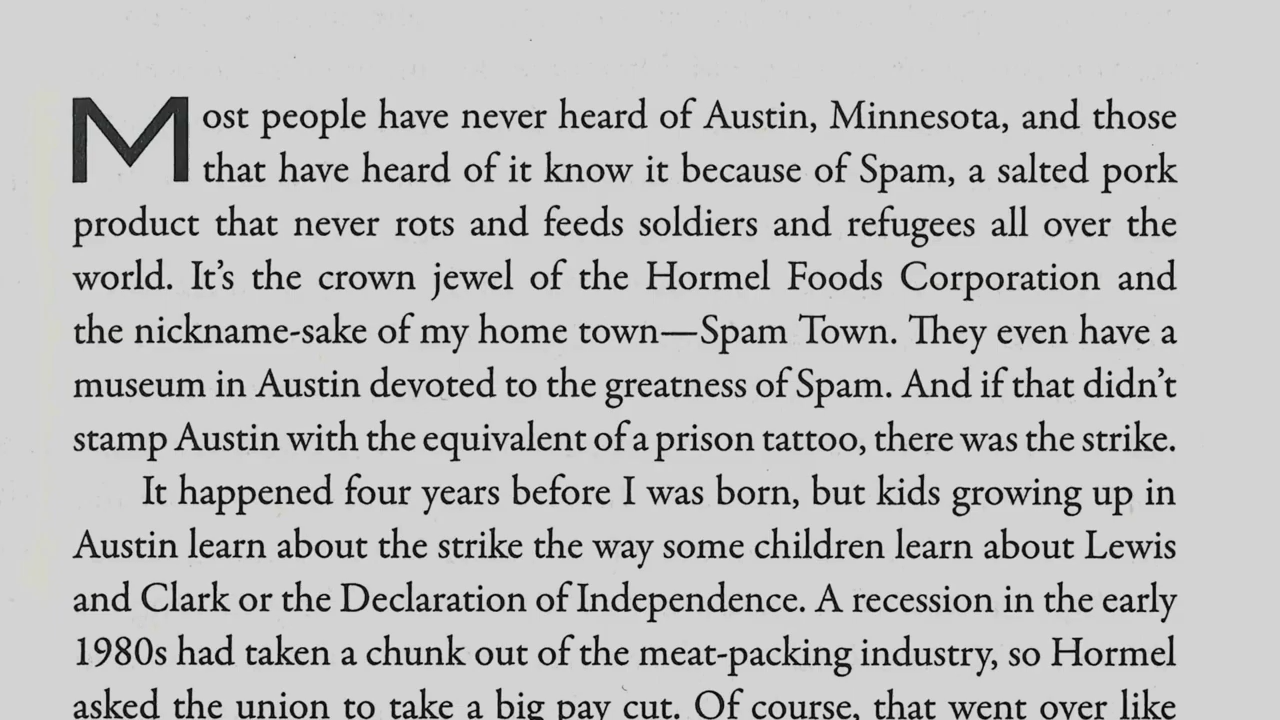 Most people have never heard of Austin, Minnesota, and those
that have heard of it know it because of Spam, a salted pork
product that never rots and feeds soldiers and refugees all over the
world. It’s the crown jewel of the Hormel Foods Corporation and
the nickname-sake of my home town—Spam Town. They even have a
museum in Austin devoted to the greatness of Spam. And if that didn’t
stamp Austin with the equivalent of a prison tattoo, there was the strike.
It happened four years before I was born, but kids growing up in
Austin learn about the strike the way some children learn about Lewis
and Clark or the Declaration of Independence. A recession in the early
1980s had taken a chunk out of the meat-packing industry, so Hormel
asked the union to take a big pay cut. Of course, that went over like